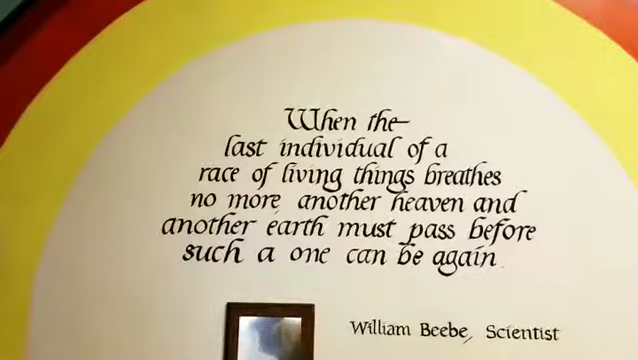 When the
last individual of a
race of living things breathes
no more another heaven and
another earth must pass before
such a one can be again.
William Beebe, Scientist